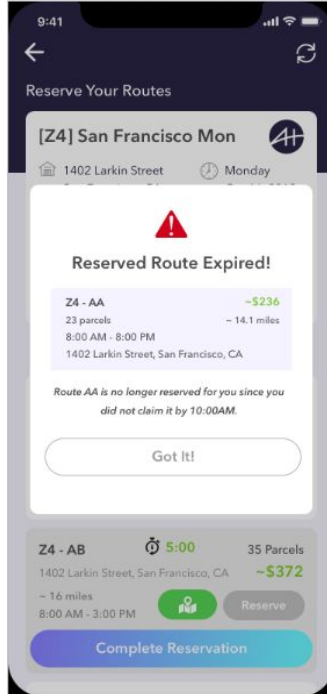 9:41
Reserve Your Routes
[Z4] San Francisco Mon
AH
1402 Larkin Street Monday
Reserved Route Expired!
Z4 - AA ~$236
23 parcels ~ 14.1 miles
8:00 AM - 8:00 PM
1402 Larkin Street, San Francisco, CA
Route AA is no longer reserved for you since you
did not claim it by 10:00AM.
Got It!
Z4 - AB 5:00 35 Parcels
1402 Larkin Street, San Francisco, CA ~$372
~ 16 miles
8:00 AM - 3:00 PM Reserve
Complete Reservation